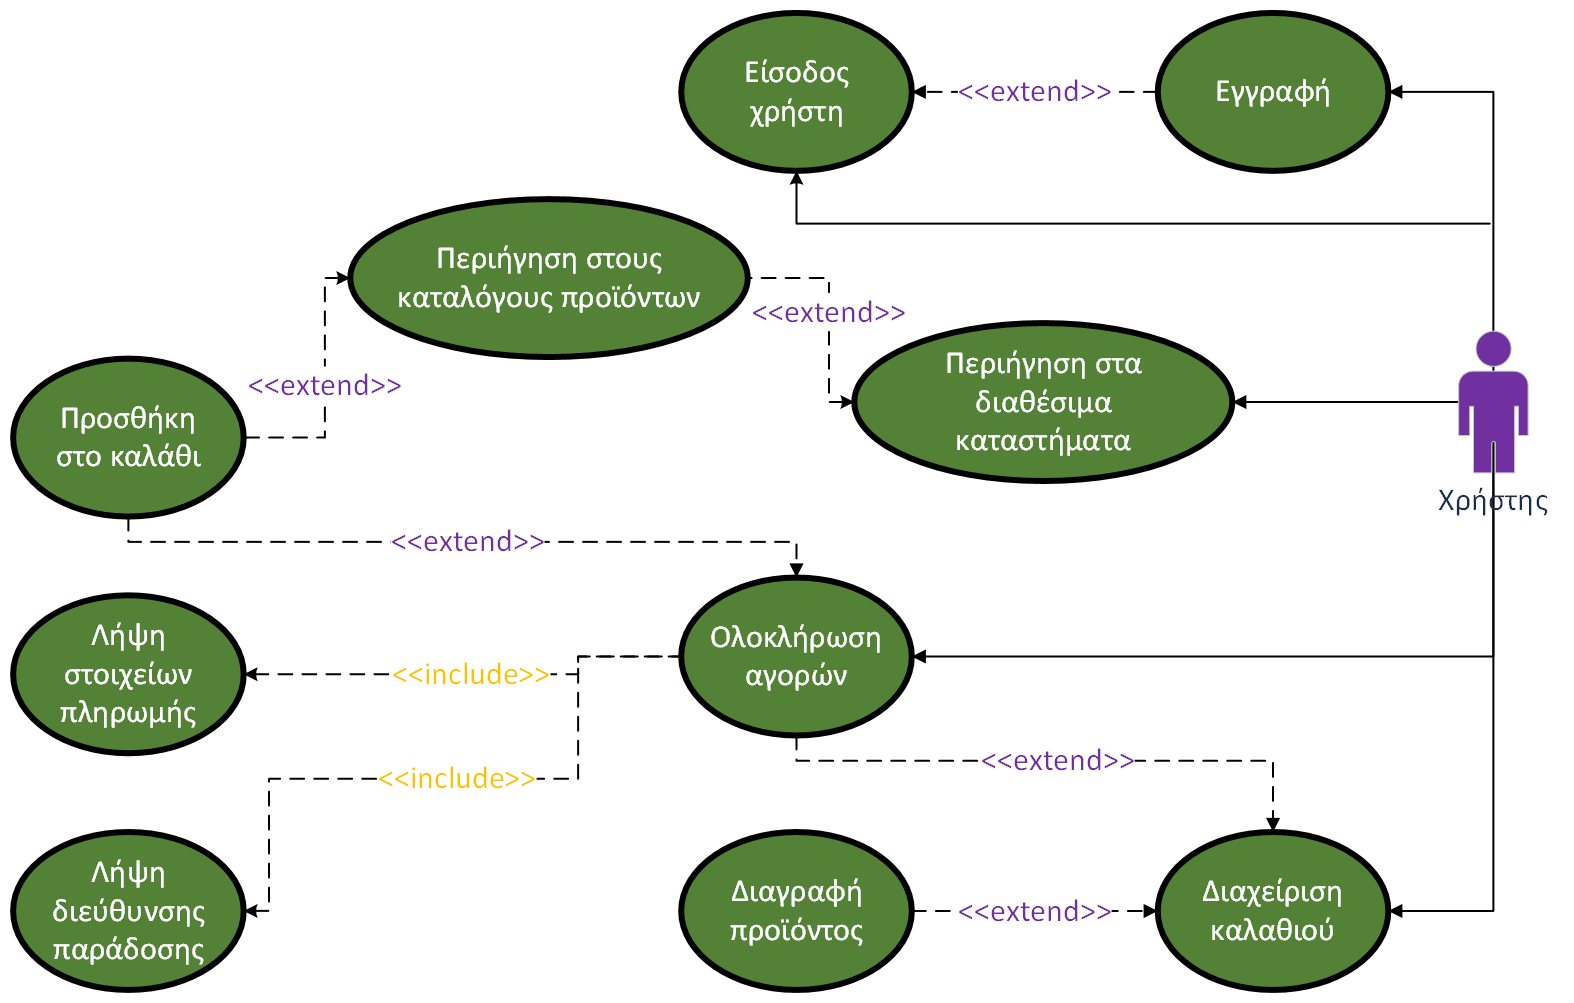 Είσοδος
χρήστη
<<extend>>
Εγγραφή
Περιήγηση στους
καταλόγους προϊόντων
<<extend>>
Περιήγηση στα
διαθέσιμα
καταστήματα
<<extend>>
Προσθήκη
στο καλάθι
Χρήστης
<<extend>>
Ολοκλήρωση
αγορών
Λήψη
στοιχείων
πληρωμής
<<include>>
<<include>>
<<extend>>
Λήψη
διεύθυνσης
παράδοσης
Διαγραφή
προϊόντος
<<extend>>
Διαχείριση
καλαθιού